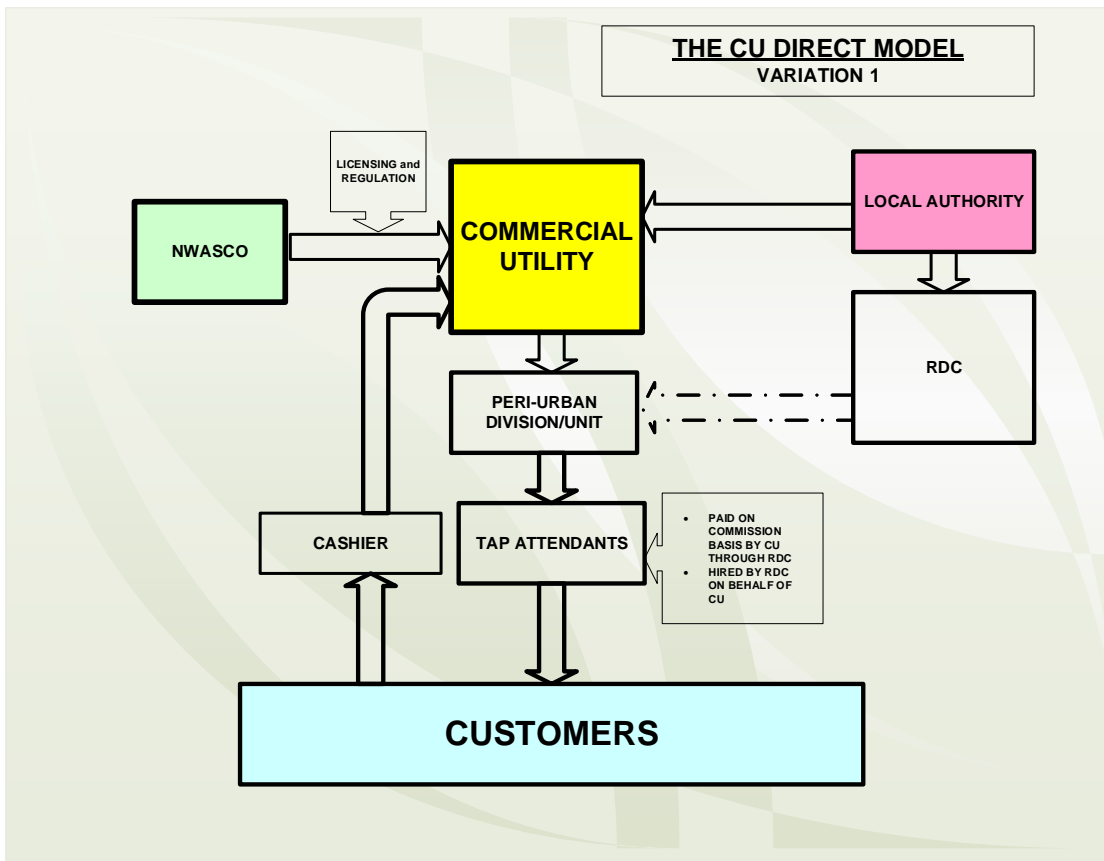 THE CU DIRECT MODEL
VARIATION 1
LICENSING and
REGULATION
NWASCO
COMMERCIAL
UTILITY
LOCAL AUTHORITY
RDC
PERI-URBAN
DIVISION/UNIT
CASHIER
TAP ATTENDANTS
• PAID ON
COMMISSION
BASIS BY CU
THROUGH RDC
• HIRED BY RDC
ON BEHALF OF
CU
CUSTOMERS